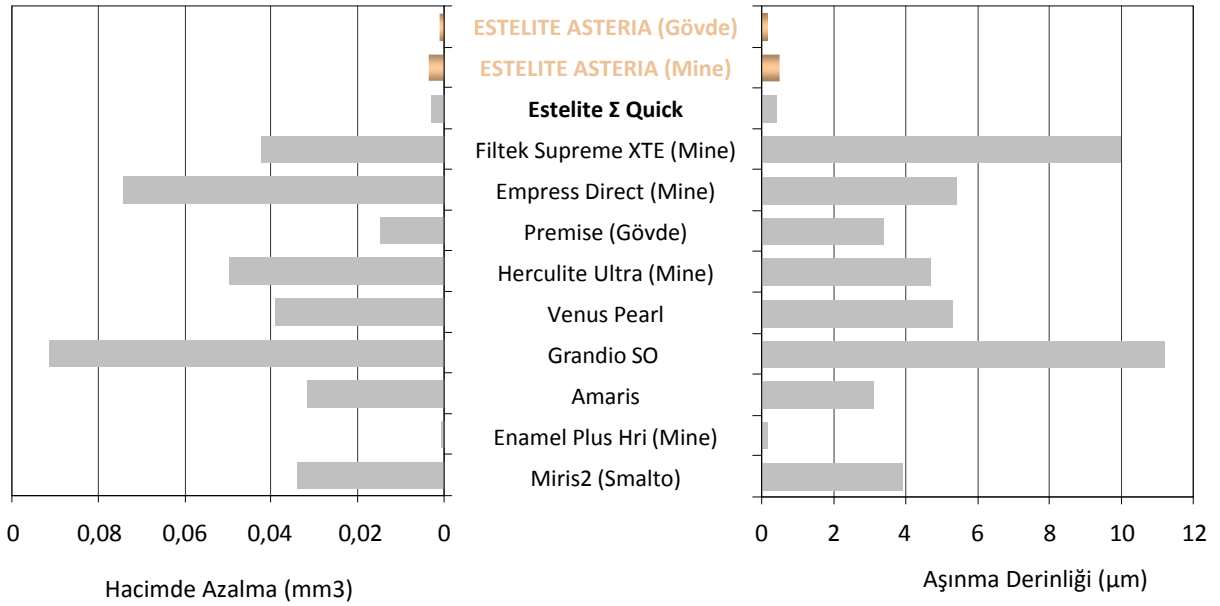 ESTELITE ASTERIA (Gövde)
ESTELITE ASTERIA (Mine)
Estelite Σ Quick
Filtek Supreme XTE (Mine)
Empress Direct (Mine)
Premise (Gövde)
Herculite Ultra (Mine)
Venus Pearl
Grandio SO
Amaris
Enamel Plus Hri (Mine)
Miris2 (Smalto)
0 0,08 0,06 0,04 0,02 0
0 2 4 6 8 10 12
Hacimde Azalma (mm3)
Aşınma Derinliği (µm)